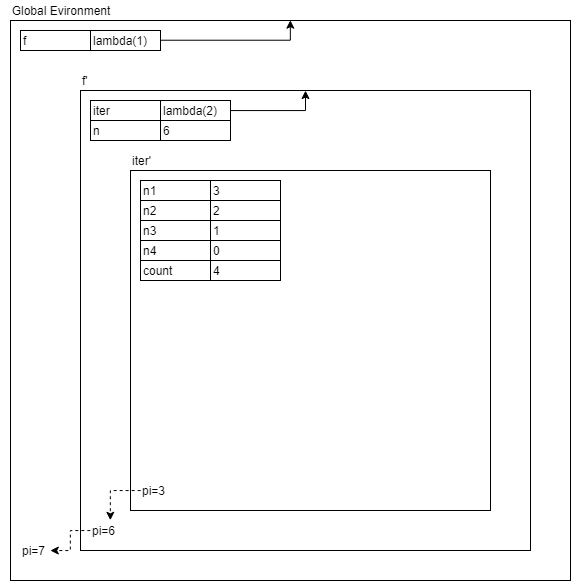 Global Evironment
f lambda(1)
f'
iter lambda(2)
n 6
iter'
n1 3
n2 2
n3 1
n4 0
count 4
pi=3
pi=6
pi=7